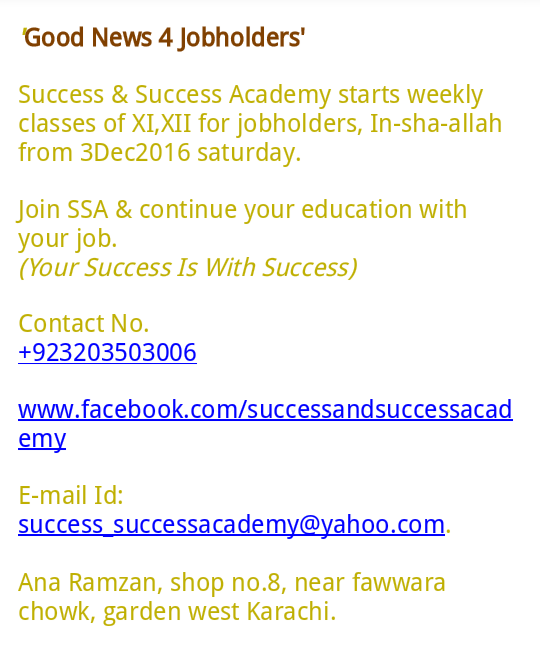 'Good News 4 Jobholders'
Success & Success Academy starts weekly
classes of XI,XII for jobholders, In-sha-allah
from 3Dec2016 saturday.
Join SSA & continue your education with
your job.
(Your Success Is With Success)
Contact No.
+923203503006
www.facebook.com/successandsuccessacad
emy
E-mail Id:
success_successacademy@yahoo.com.
Ana Ramzan, shop no.8, near fawwara
chowk, garden west Karachi.